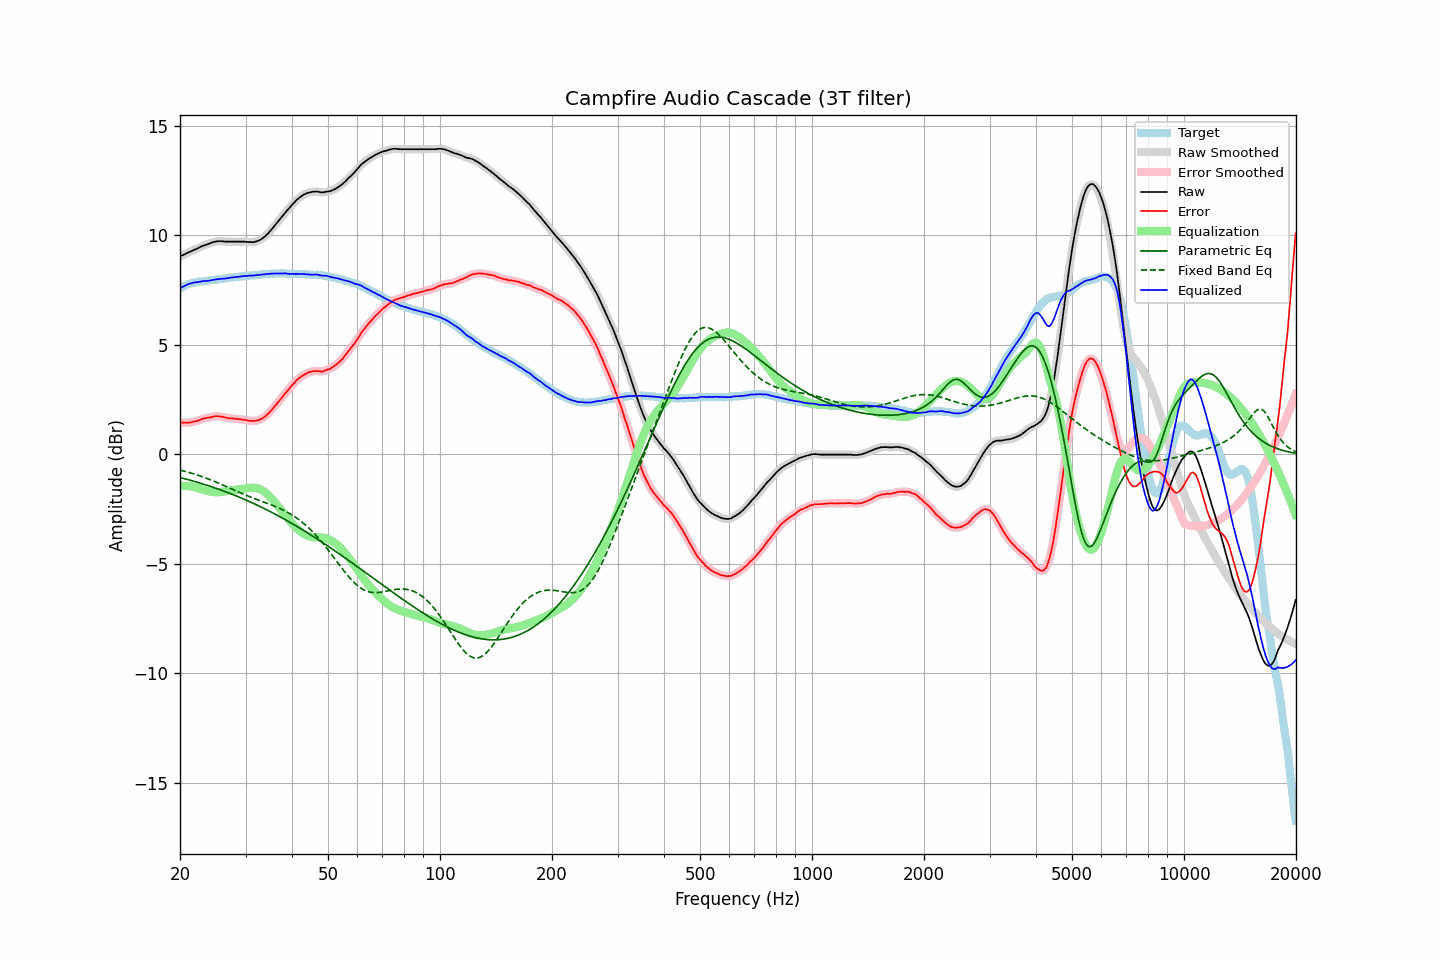 Campfire Audio Cascade (3T filter)
Target
Raw Smoothed
Error Smoothed
Raw
Error
Equalization
Parametric Eq
Fixed Band Eq
Equalized
Amplitude (dBr)
15
10
5
0
−5
−10
−15
20
50
100
200
500
1000
2000
5000
10000
20000
Frequency (Hz)